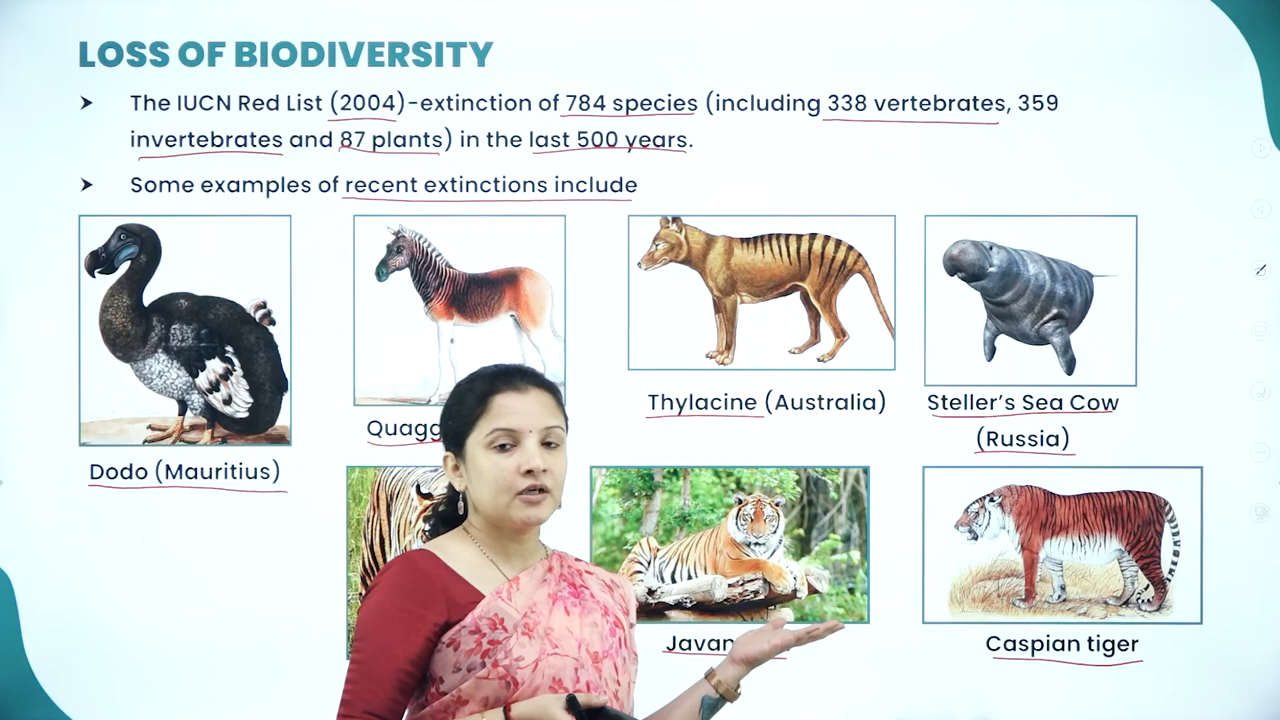 LOSS OF BIODIVERSITY
➤ The IUCN Red List (2004)-extinction of 784 species (including 338 vertebrates, 359
invertebrates and 87 plants) in the last 500 years.
➤ Some examples of recent extinctions include
Thylacine (Australia)
Steller's Sea Cow
(Russia)
Dodo (Mauritius)
Caspian tiger